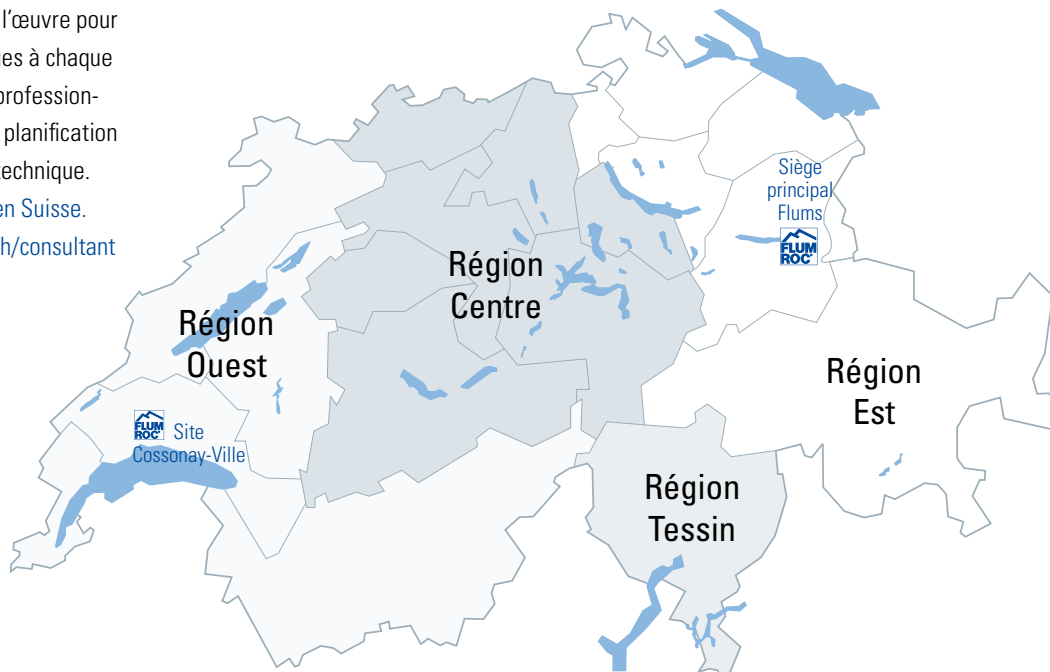 l'œuvre pour
es à chaque
profession-
planification
technique.
en Suisse.
h/consultant
Siège
principal
Flums
FLUM
ROC®
Région
Centre
Région
Ouest
Région
Est
FLUM
ROC®
Site
Cossonay-Ville
Région
Tessin